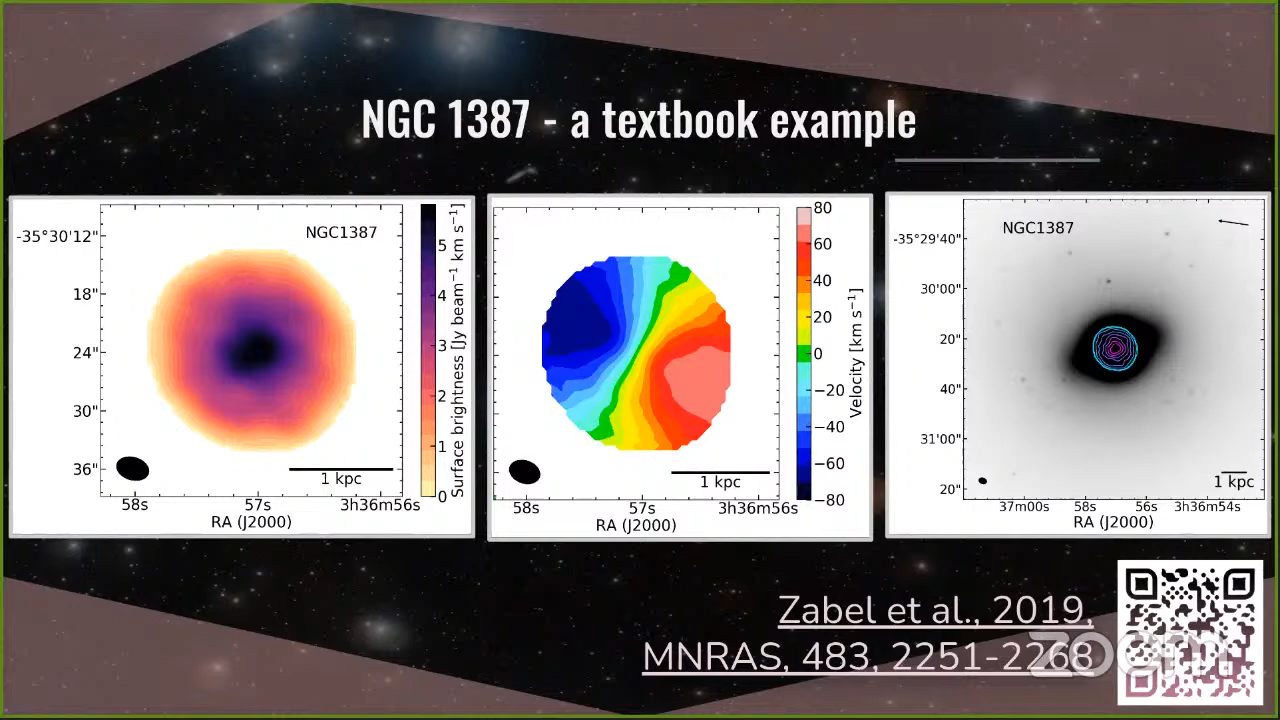 NGC 1387 - a textbook example
NGC1387
-35°30'12"
18"
24"
30"
36"
58s
57s
3h36m56s
RA (J2000)
1 kpc
5
4
3
2
1
0
Surface brightness [Jy beam⁻¹ km s⁻¹]
58s
57s
3h36m56s
RA (J2000)
1 kpc
80
60
40
20
0
−20
−40
−60
−80
Velocity [km s⁻¹]
NGC1387
-35°29'40"
30'00"
20"
40"
31'00"
20"
37m00s
58s
56s
3h36m54s
RA (J2000)
1 kpc
Zabel et al., 2019,
MNRAS, 483, 2251-2268
zoom